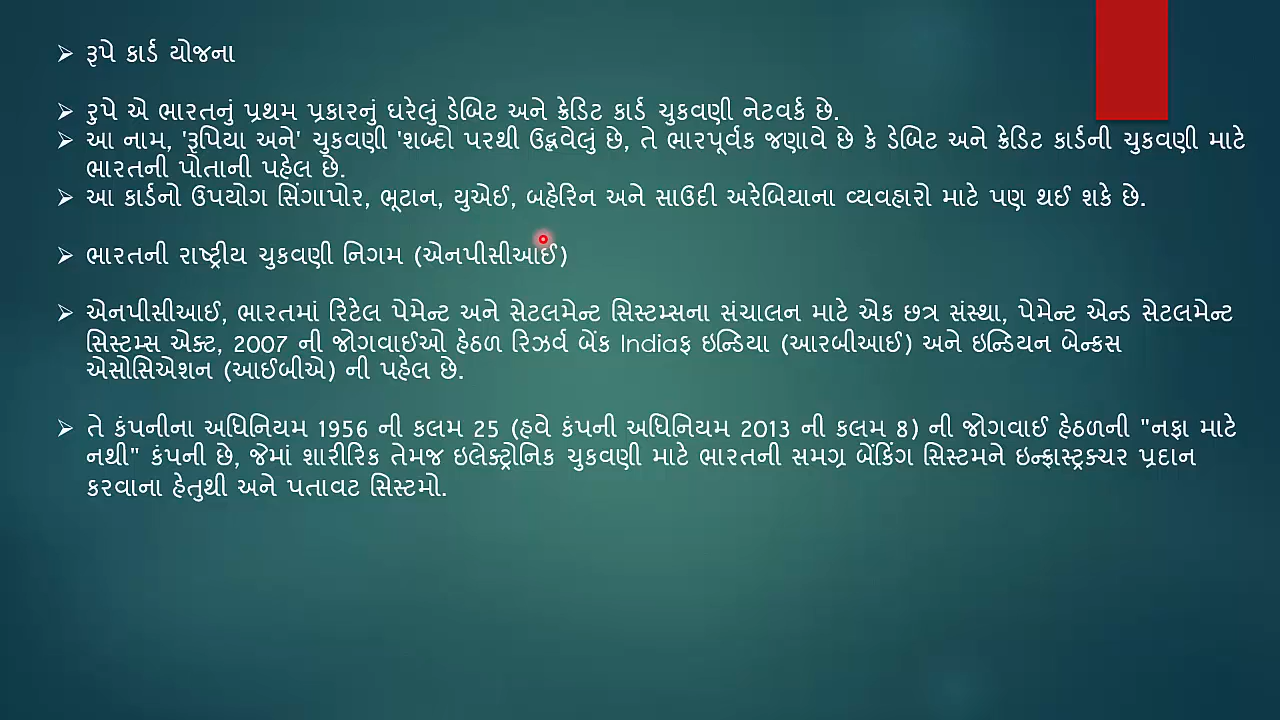 રૂપે કાર્ડ યોજના
રુપે એ ભારતનું પ્રથમ પ્રકારનું ઘરેલું ડેબિટ અને ક્રેડિટ કાર્ડ ચુકવણી નેટવર્ક છે.
આ નામ, 'રૂપિયા અને' ચુકવણી 'શબ્દો પરથી ઉદ્ભવેલું છે, તે ભારપૂર્વક જણાવે છે કે ડેબિટ અને ક્રેડિટ કાર્ડની ચુકવણી માટે
ભારતની પોતાની પહેલ છે.
આ કાર્ડનો ઉપયોગ સિંગાપોર, ભૂટાન, યુએઈ, બહેરિન અને સાઉદી અરેબિયાના વ્યવહારો માટે પણ થઈ શકે છે.
ભારતની રાષ્ટ્રીય ચુકવણી નિગમ (એનપીસીઆઈ)
એનપીસીઆઈ, ભારતમાં રિટેલ પેમેન્ટ અને સેટલમેન્ટ સિસ્ટમ્સના સંચાલન માટે એક છત્ર સંસ્થા, પેમેન્ટ એન્ડ સેટલમેન્ટ
સિસ્ટમ્સ એક્ટ, 2007 ની જોગવાઈઓ હેઠળ રિઝર્વ બેંક Indiaફ ઇન્ડિયા (આરબીઆઈ) અને ઇન્ડિયન બેન્કસ
એસોસિએશન (આઈબીએ) ની પહેલ છે.
તે કંપનીના અધિનિયમ 1956 ની કલમ 25 (હવે કંપની અધિનિયમ 2013 ની કલમ 8) ની જોગવાઈ હેઠળની "નફા માટે
નથી" કંપની છે, જેમાં શારીરિક તેમજ ઇલેક્ટ્રોનિક ચુકવણી માટે ભારતની સમગ્ર બેંકિંગ સિસ્ટમને ઇન્ફ્રાસ્ટ્રક્ચર પ્રદાન
કરવાના હેતુથી અને પતાવટ સિસ્ટમો.